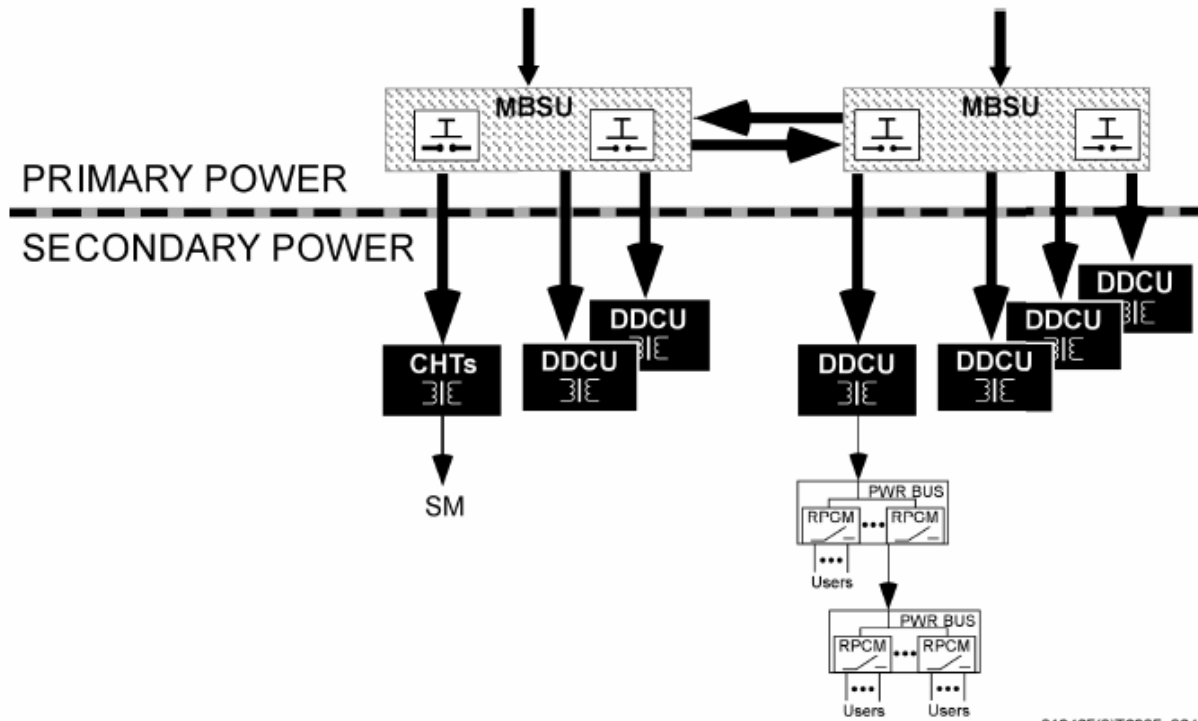 MBSU
MBSU
PRIMARY POWER
SECONDARY POWER
DDCU
DDCU
DDCU
CHTs
DDCU
DDCU
DDCU
SM
PWR BUS
RPCM ••• RPCM
•••
Users
PWR BUS
RPCM ••• RPCM
••• •••
Users Users